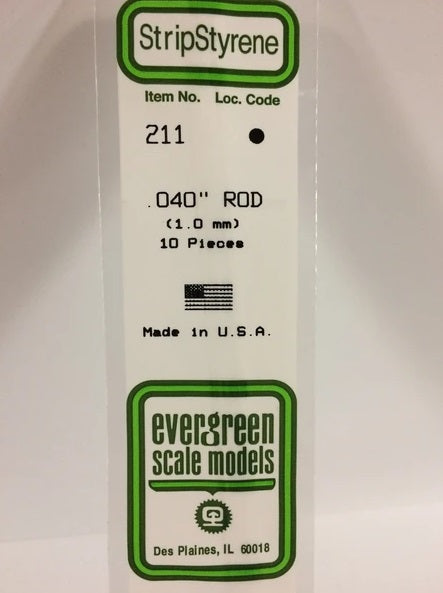 StripStyrene
Item No. Loc. Code
211 ●
.040" ROD
(1.0 mm)
10 Pieces
Made in U.S.A.
evergreen
scale models
Des Plaines, IL 60018